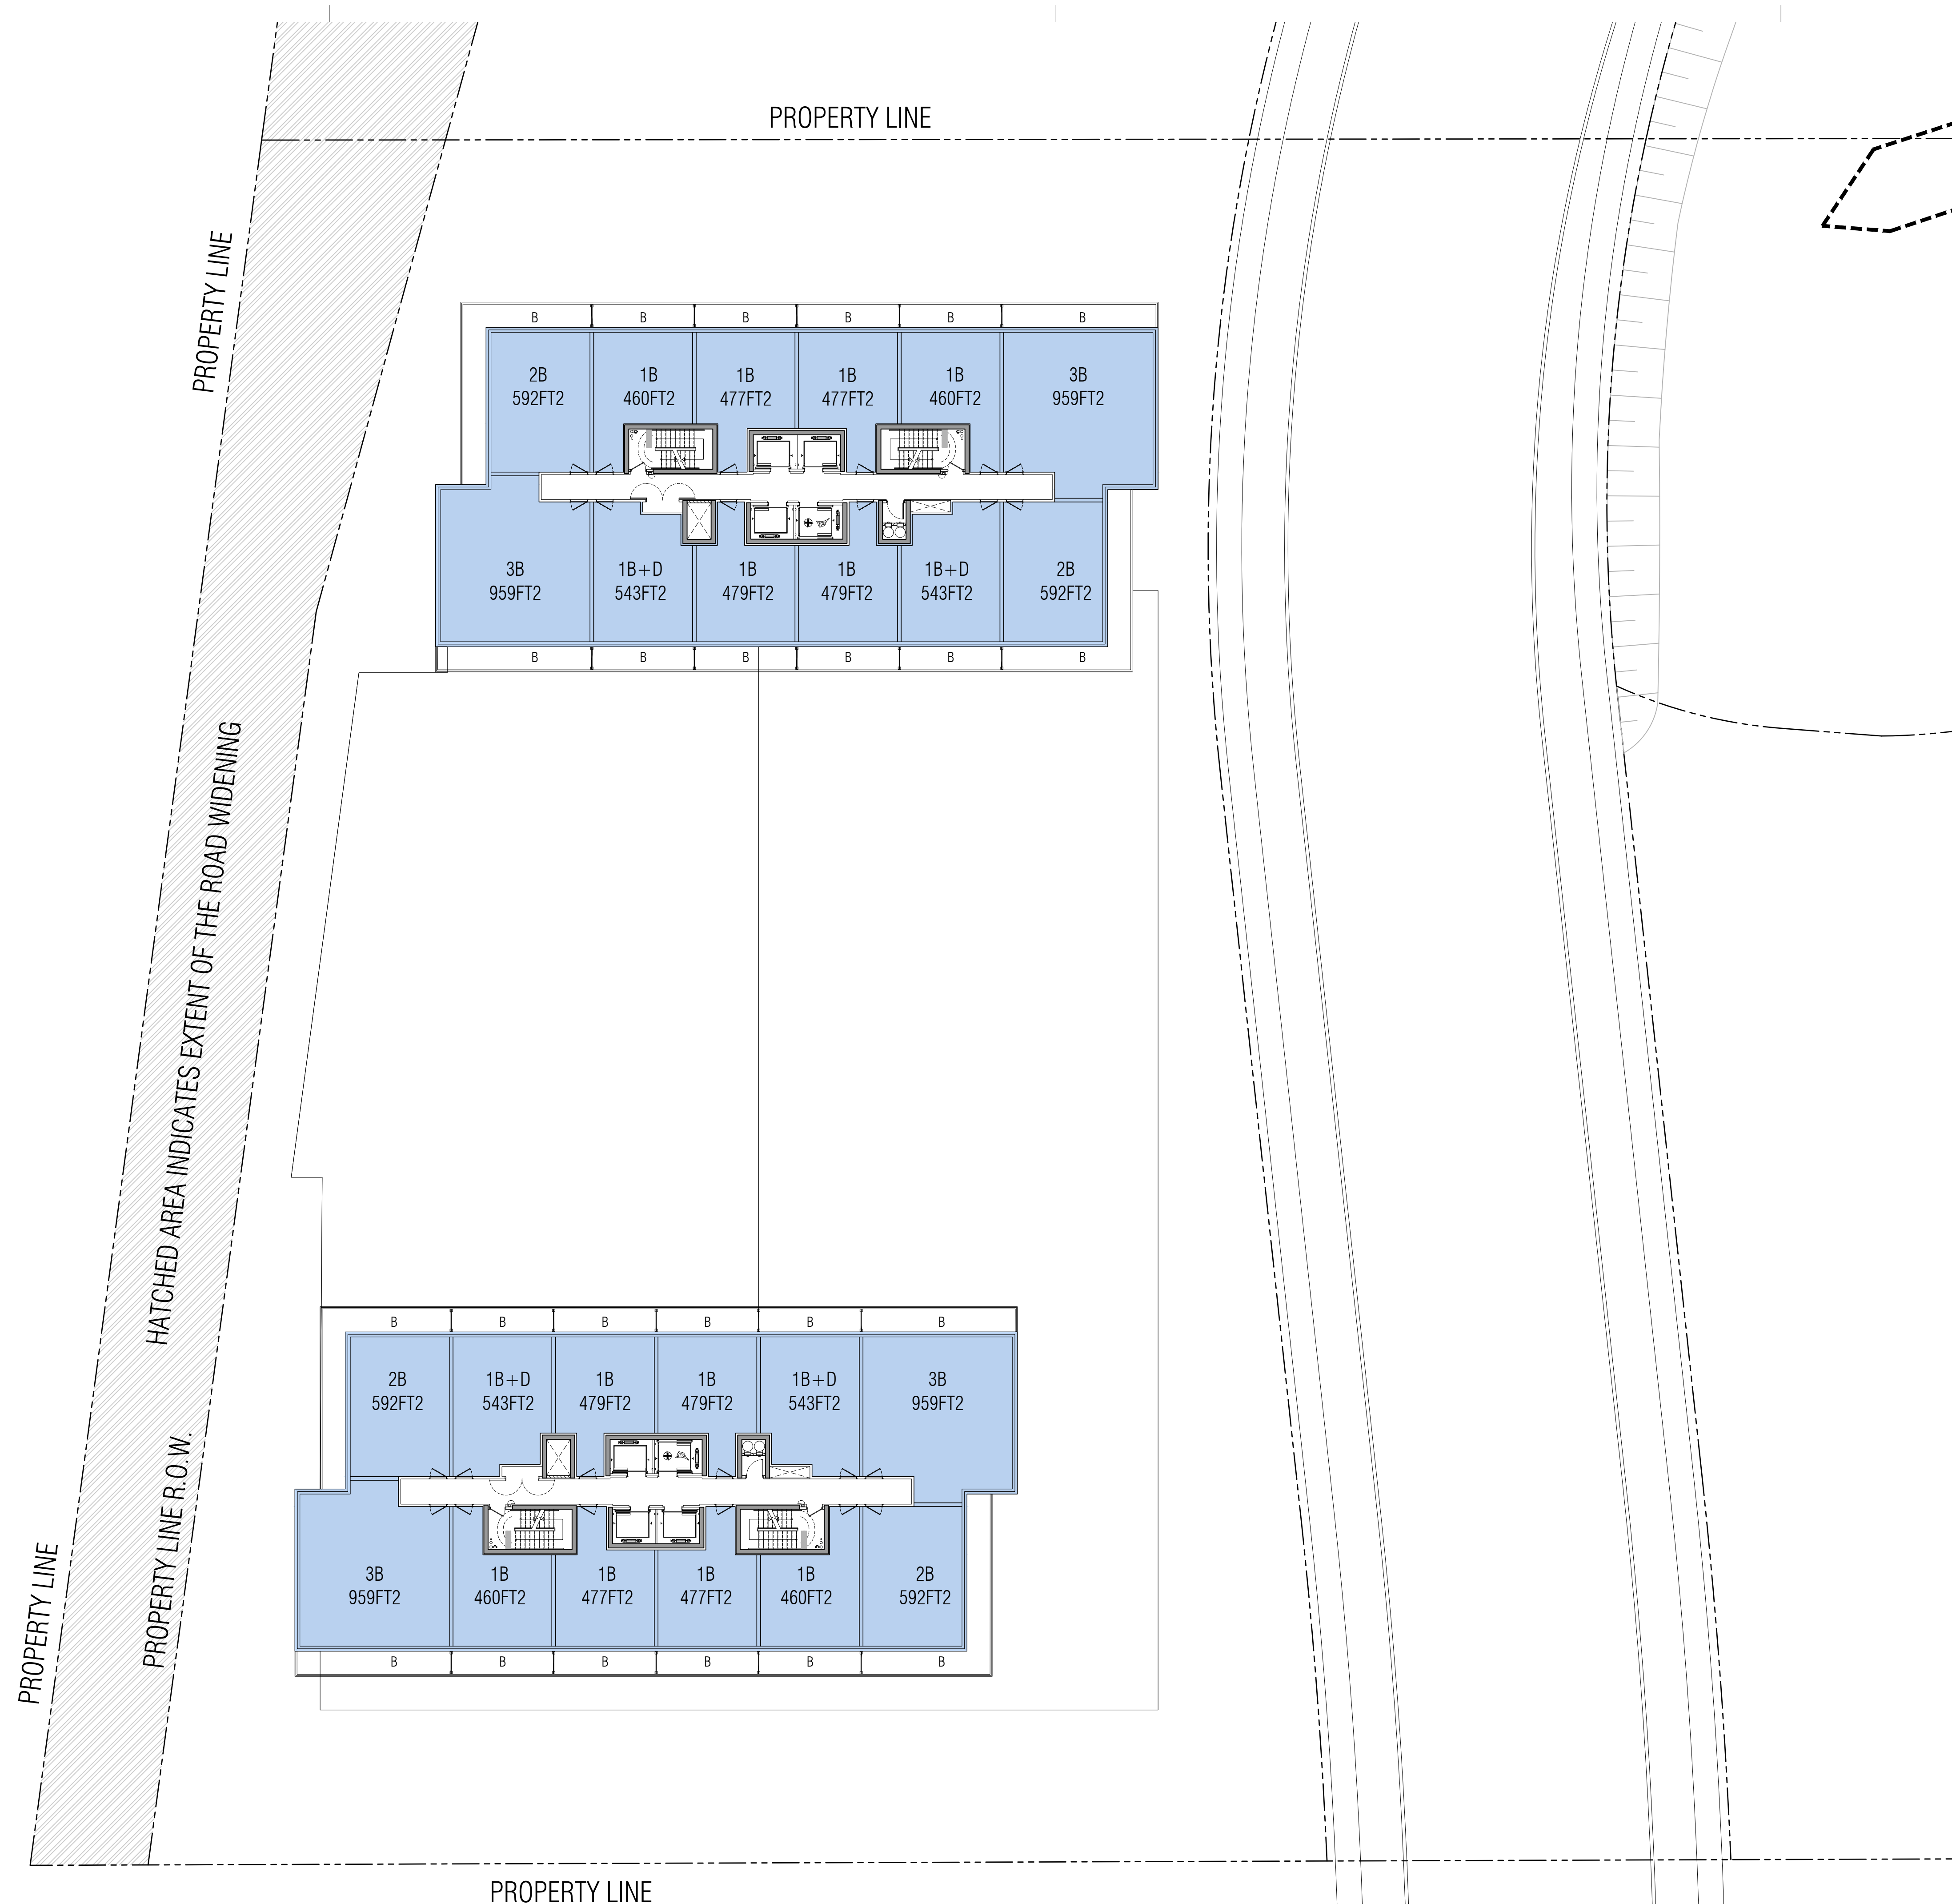 PROPERTY LINE
PROPERTY LINE
B B B B B B
2B 1B 1B 1B 1B 3B
592FT2 460FT2 477FT2 477FT2 460FT2 959FT2
3B 1B+D 1B 1B 1B+D 2B
959FT2 543FT2 479FT2 479FT2 543FT2 592FT2
B B B B B B
HATCHED AREA INDICATES EXTENT OF THE ROAD WIDENING
B B B B B B
2B 1B+D 1B 1B 1B+D 3B
592FT2 543FT2 479FT2 479FT2 543FT2 959FT2
3B 1B 1B 1B 1B 2B
959FT2 460FT2 477FT2 477FT2 460FT2 592FT2
B B B B B B
PROPERTY LINE R.O.W.
PROPERTY LINE
PROPERTY LINE